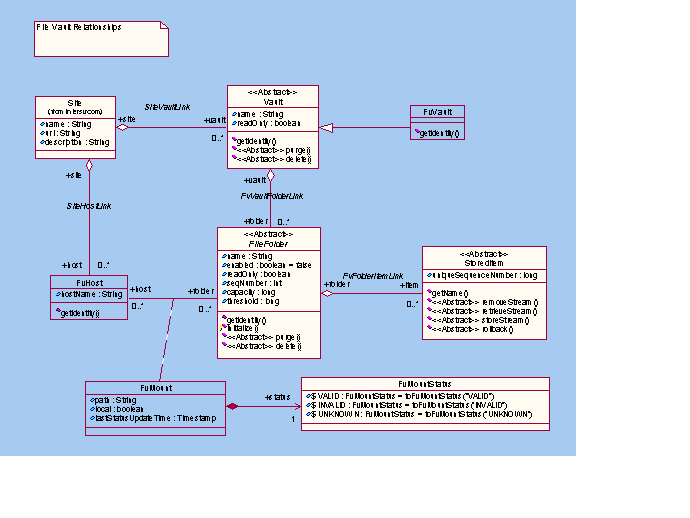 File Vault Relationships
Site
(from intersucom)
name : String
url : String
description : String
SiteVaultLink
+site
+vault
0..*
<<Abstract>>
Vault
name : String
readOnly : boolean
getIdentity()
<<Abstract>> purge()
<<Abstract>> delete()
FvVault
getIdentity()
+site
SiteHostLink
+host
0..*
+vault
FvVaultFolderLink
+folder
0..*
<<Abstract>>
FileFolder
name : String
enabled : boolean = false
readOnly : boolean
seqNumber : int
capacity : long
threshold : long
getIdentity()
initialize()
<<Abstract>> purge()
<<Abstract>> delete()
FvFolderItemLink
+folder
+item
0..*
<<Abstract>>
StoredItem
uniqueSequenceNumber : long
getName()
<<Abstract>> removeStream()
<<Abstract>> retrieveStream()
<<Abstract>> storeStream()
<<Abstract>> rollback()
FvHost
hostName : String
getIdentity()
+host
0..*
+folder
0..*
FvMount
path : String
local : boolean
lastStatusUpdateTime : Timestamp
+status
1
FvMountStatus
$ VALID : FvMountStatus = toFvMountStatus("VALID")
$ INVALID : FvMountStatus = toFvMountStatus("INVALID")
$ UNKNOWN : FvMountStatus = toFvMountStatus("UNKNOWN")